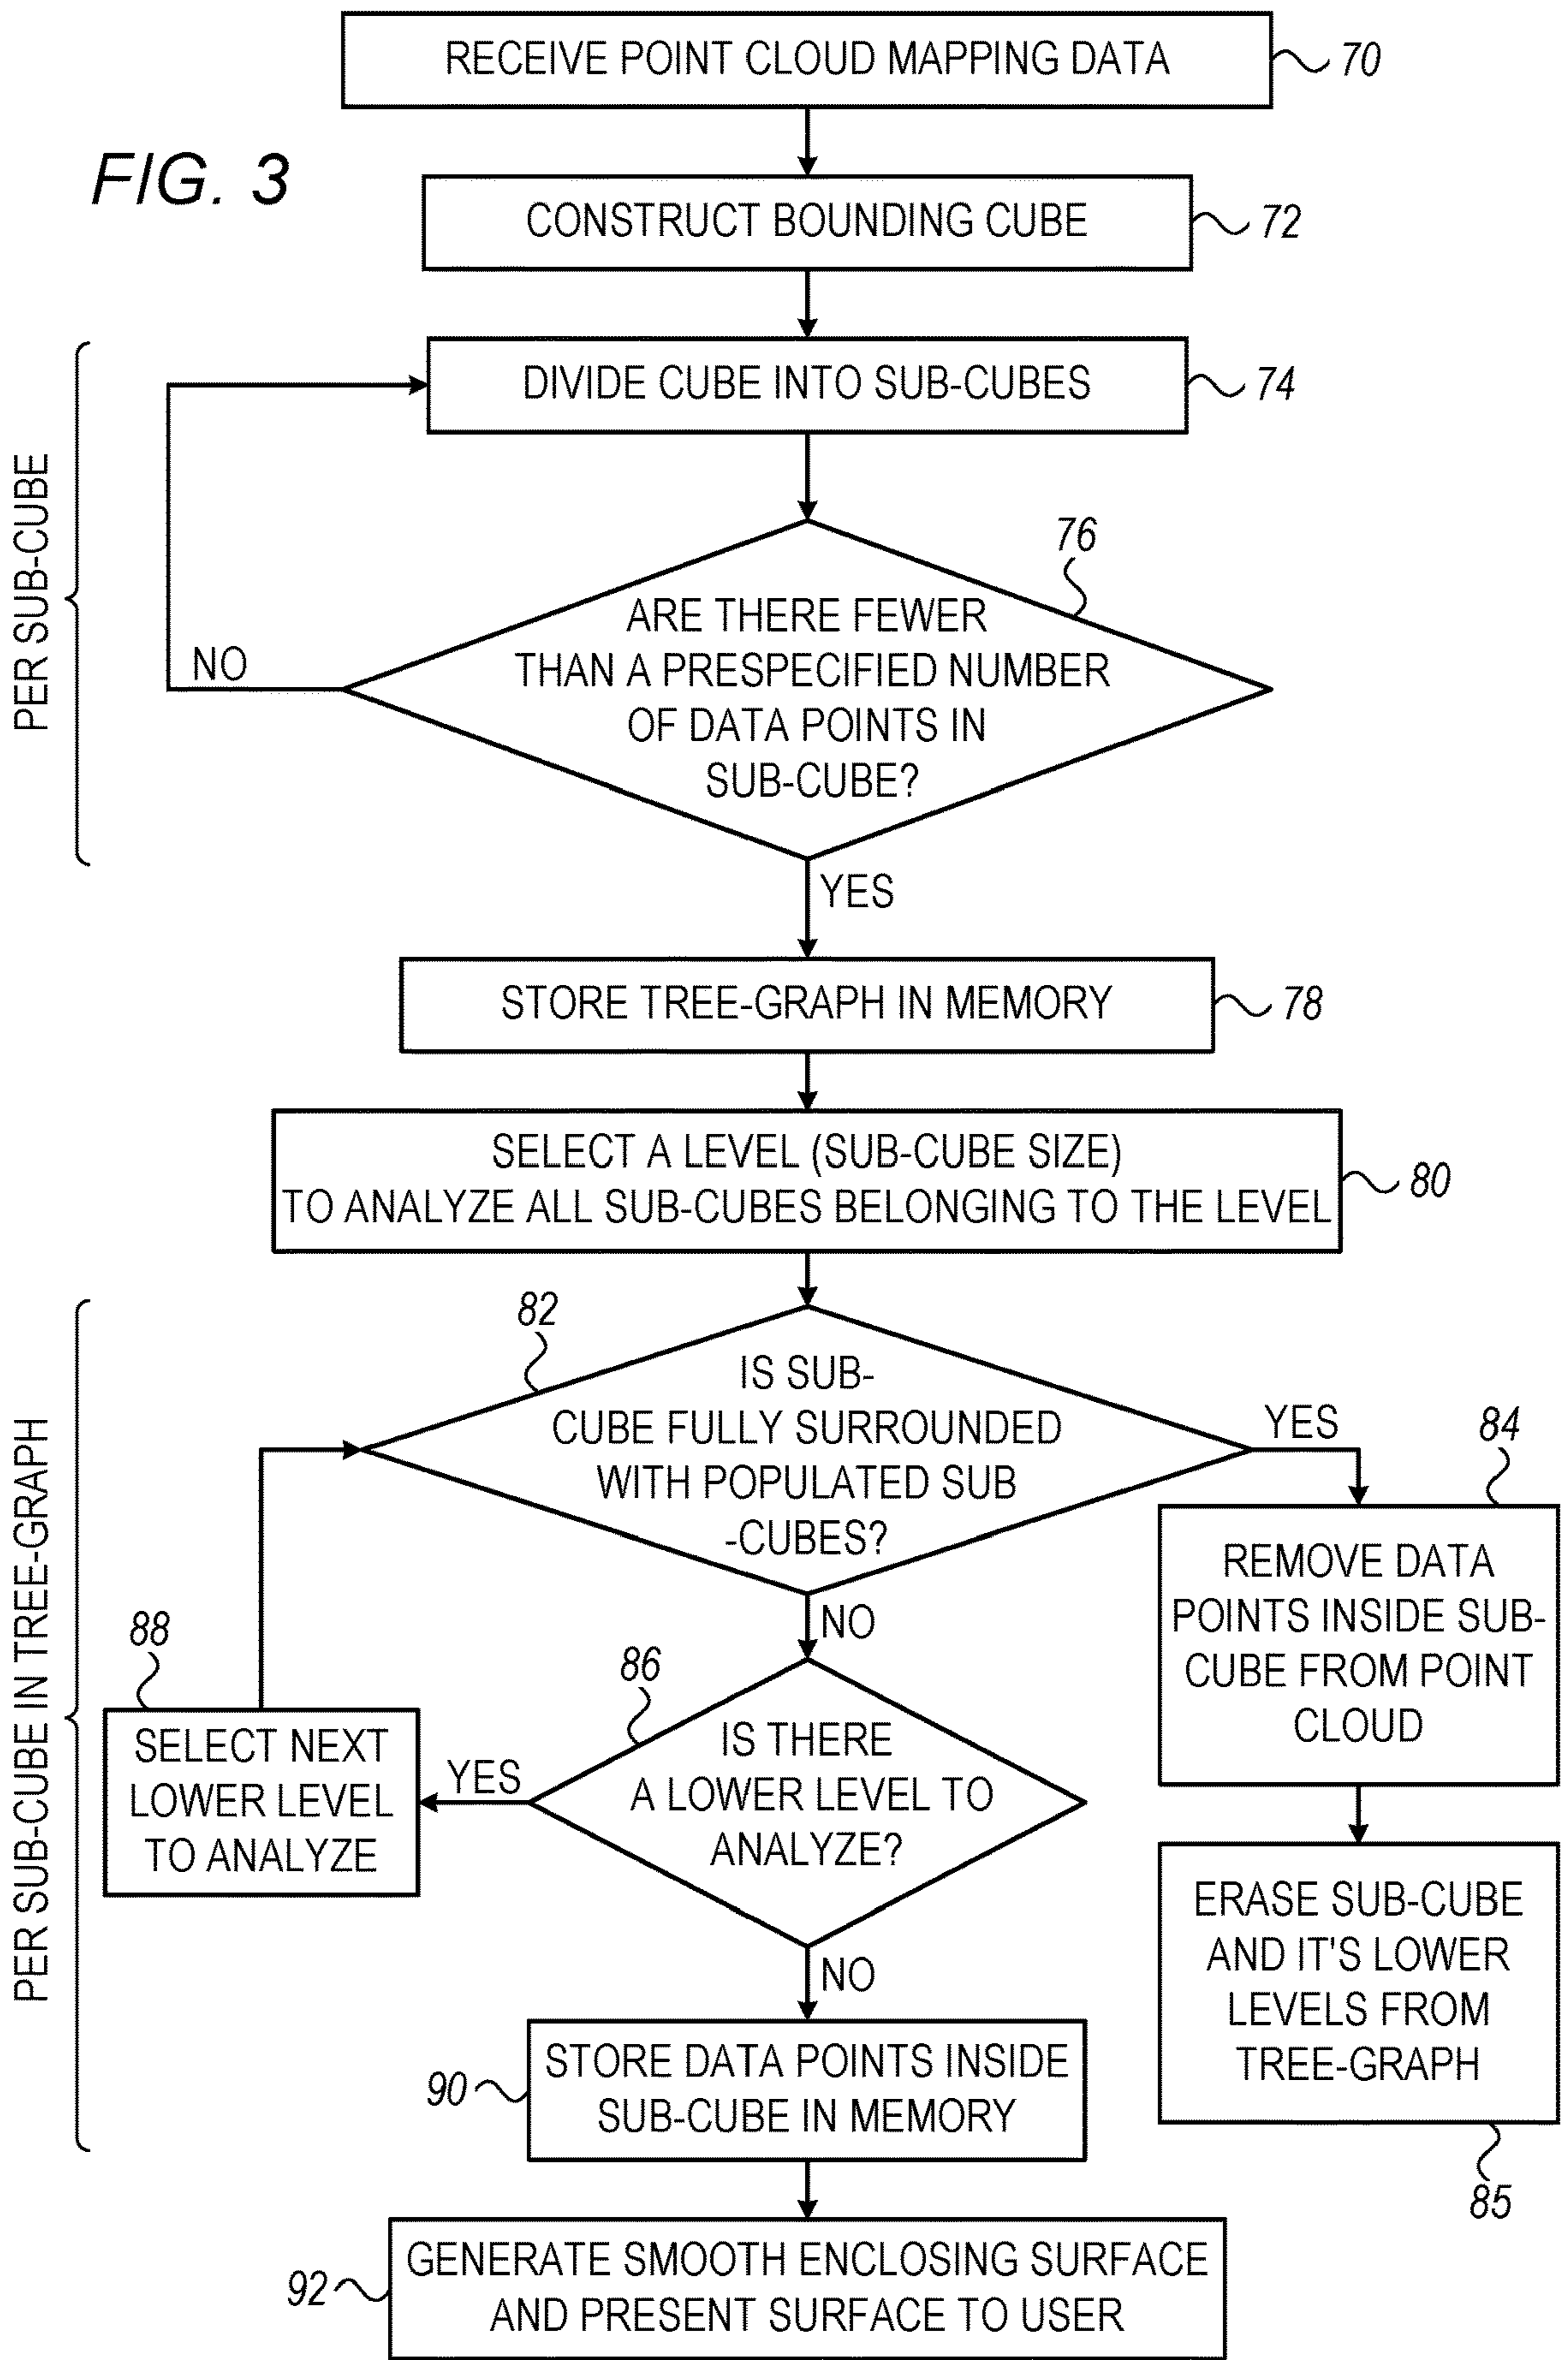 RECEIVE POINT CLOUD MAPPING DATA
70
FIG. 3
CONSTRUCT BOUNDING CUBE
72
DIVIDE CUBE INTO SUB-CUBES
74
PER SUB-CUBE
76
ARE THERE FEWER
THAN A PRESPECIFIED NUMBER
OF DATA POINTS IN
SUB-CUBE?
NO
YES
STORE TREE-GRAPH IN MEMORY
78
SELECT A LEVEL (SUB-CUBE SIZE)
TO ANALYZE ALL SUB-CUBES BELONGING TO THE LEVEL
80
PER SUB-CUBE IN TREE-GRAPH
82
IS SUB-
CUBE FULLY SURROUNDED
WITH POPULATED SUB
-CUBES?
YES
84
REMOVE DATA
POINTS INSIDE SUB-
CUBE FROM POINT
CLOUD
NO
88
SELECT NEXT
LOWER LEVEL
TO ANALYZE
YES
86
IS THERE
A LOWER LEVEL TO
ANALYZE?
ERASE SUB-CUBE
AND IT'S LOWER
LEVELS FROM
TREE-GRAPH
85
NO
90
STORE DATA POINTS INSIDE
SUB-CUBE IN MEMORY
92
GENERATE SMOOTH ENCLOSING SURFACE
AND PRESENT SURFACE TO USER